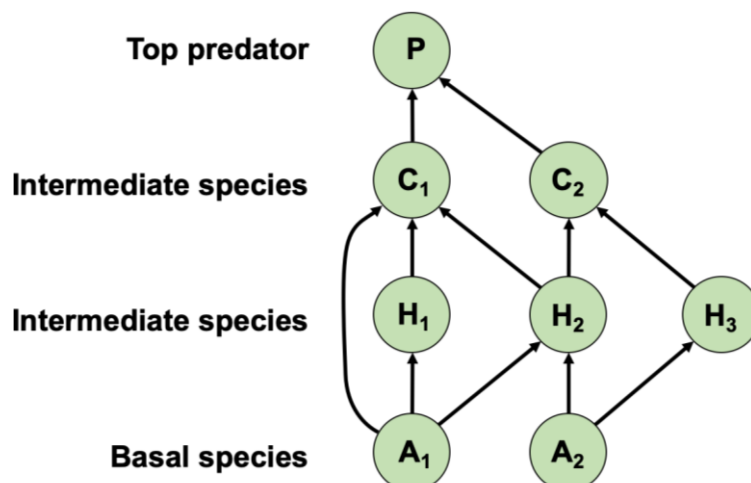 Top predator P
Intermediate species C₁ C₂
Intermediate species H₁ H₂ H₃
Basal species A₁ A₂